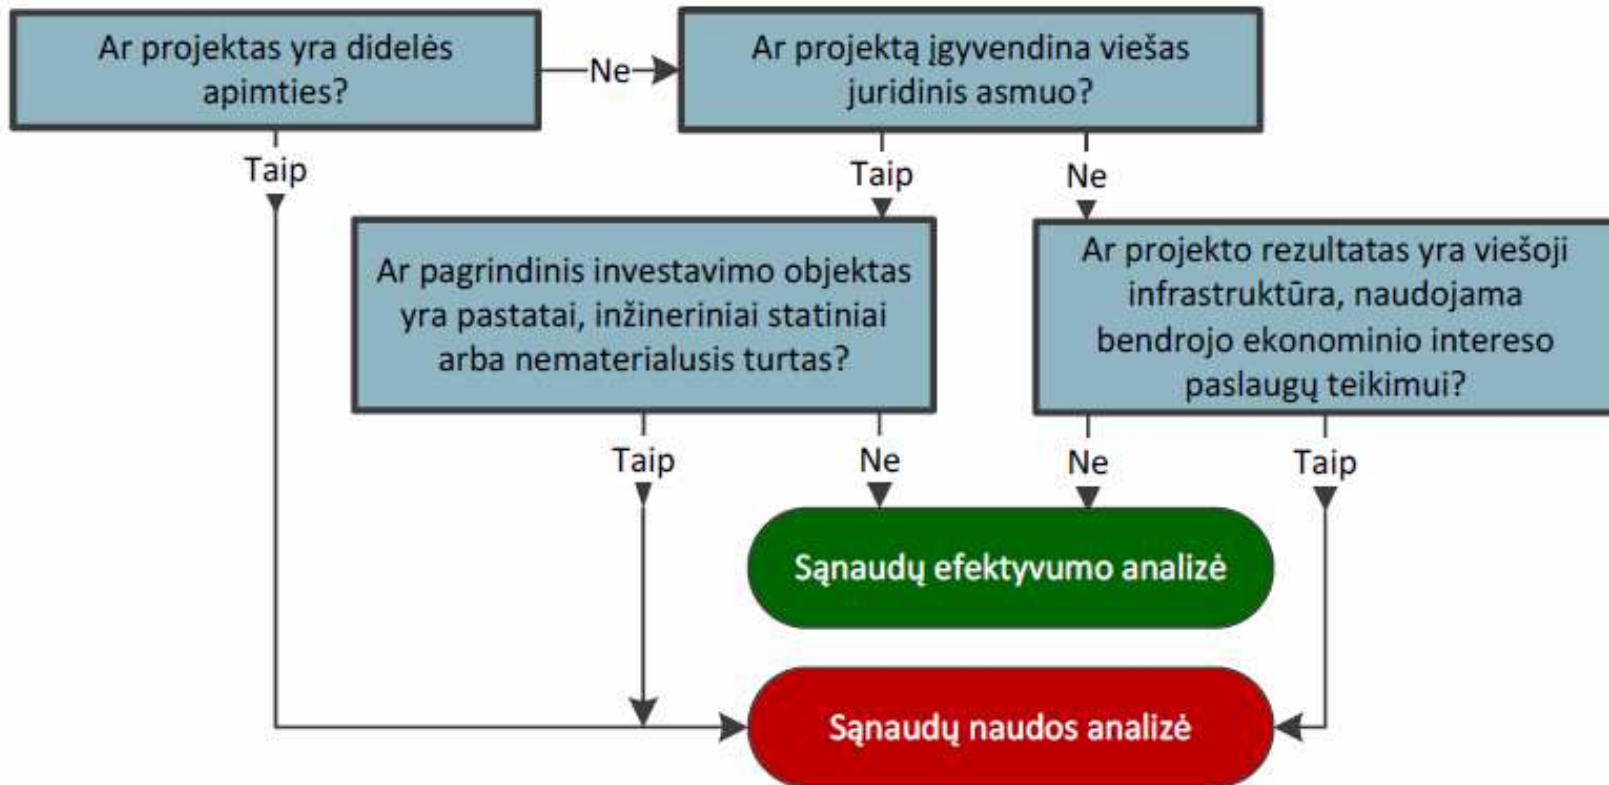 Ar projektas yra didelės
apimties?
Ne
Ar projektą įgyvendina viešas
juridinis asmuo?
Taip
Taip
Ne
Ar pagrindinis investavimo objektas
yra pastatai, inžineriniai statiniai
arba nematerialusis turtas?
Ar projekto rezultatas yra viešoji
infrastruktūra, naudojama
bendrojo ekonominio intereso
paslaugų teikimui?
Taip
Ne
Ne
Taip
Sąnaudų efektyvumo analizė
Sąnaudų naudos analizė